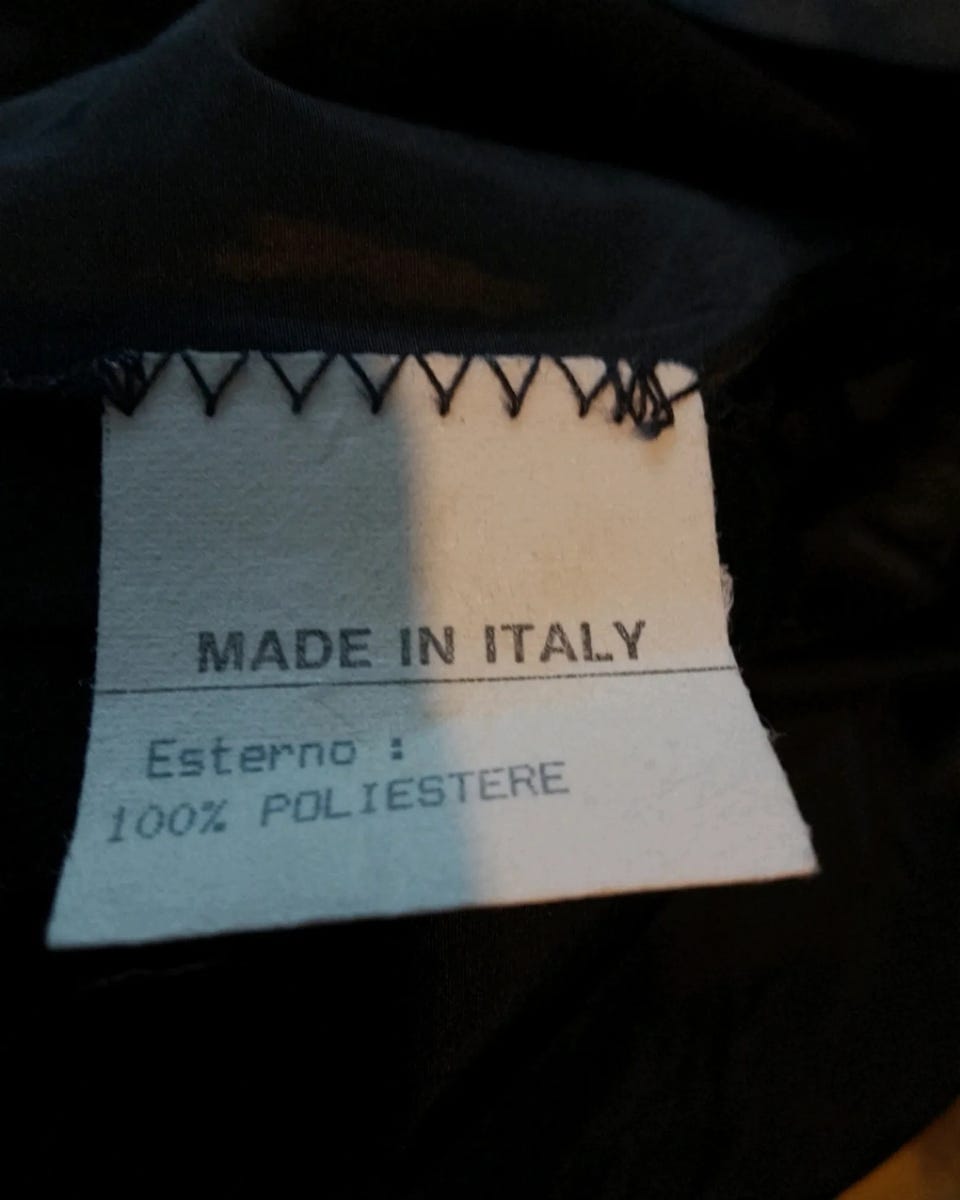 MADE IN ITALY
Esterno :
100% POLIESTERE